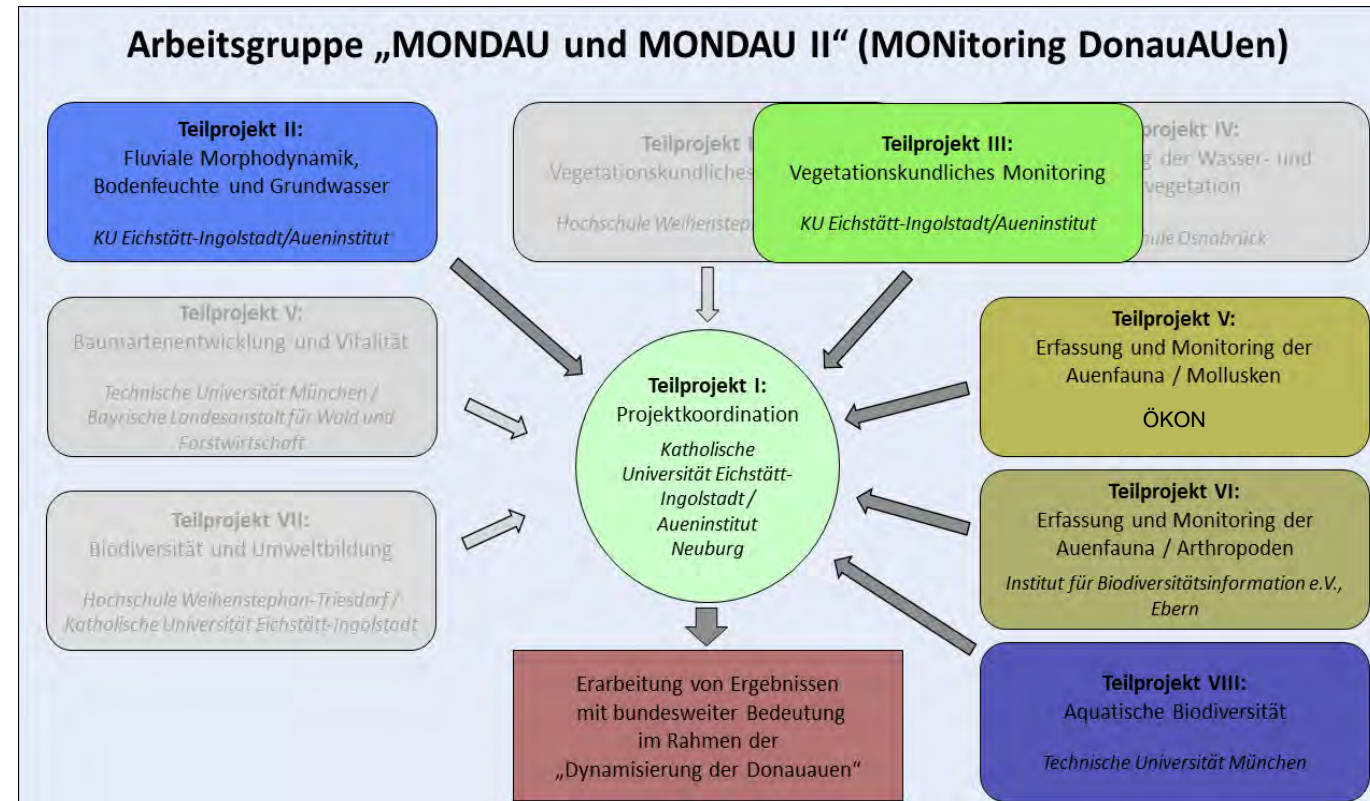 Arbeitsgruppe „MONDAU und MONDAU II“ (MONitoring DonauAUen)
Teilprojekt II:
Fluviale Morphodynamik,
Bodenfeuchte und Grundwasser
KU Eichstätt-Ingolstadt/Aueninstitut
Teilprojekt
Vegetationskundliches
Hochschule
Teilprojekt III:
Vegetationskundliches Monitoring
KU Eichstätt-Ingolstadt/Aueninstitut
IV:
der Wasser- und
Osnabrück
Teilprojekt V:
Baumartenentwicklung und Vitalität
Technische Universität München /
Bayrische Landesanstalt für Wald und
Forstwirtschaft
Teilprojekt VII:
Biodiversität und Umweltbildung
Hochschule Weihenstephan-Triesdorf /
Katholische Universität Eichstätt-Ingolstadt
Teilprojekt I:
Projektkoordination
Katholische
Universität Eichstätt-
Ingolstadt /
Aueninstitut
Neuburg
Teilprojekt V:
Erfassung und Monitoring der
Auenfauna / Mollusken
ÖKON
Teilprojekt VI:
Erfassung und Monitoring der
Auenfauna / Arthropoden
Institut für Biodiversitätsinformation e.V.,
Ebern
Teilprojekt VIII:
Aquatische Biodiversität
Technische Universität München
Erarbeitung von Ergebnissen
mit bundesweiter Bedeutung
im Rahmen der
„Dynamisierung der Donauauen“